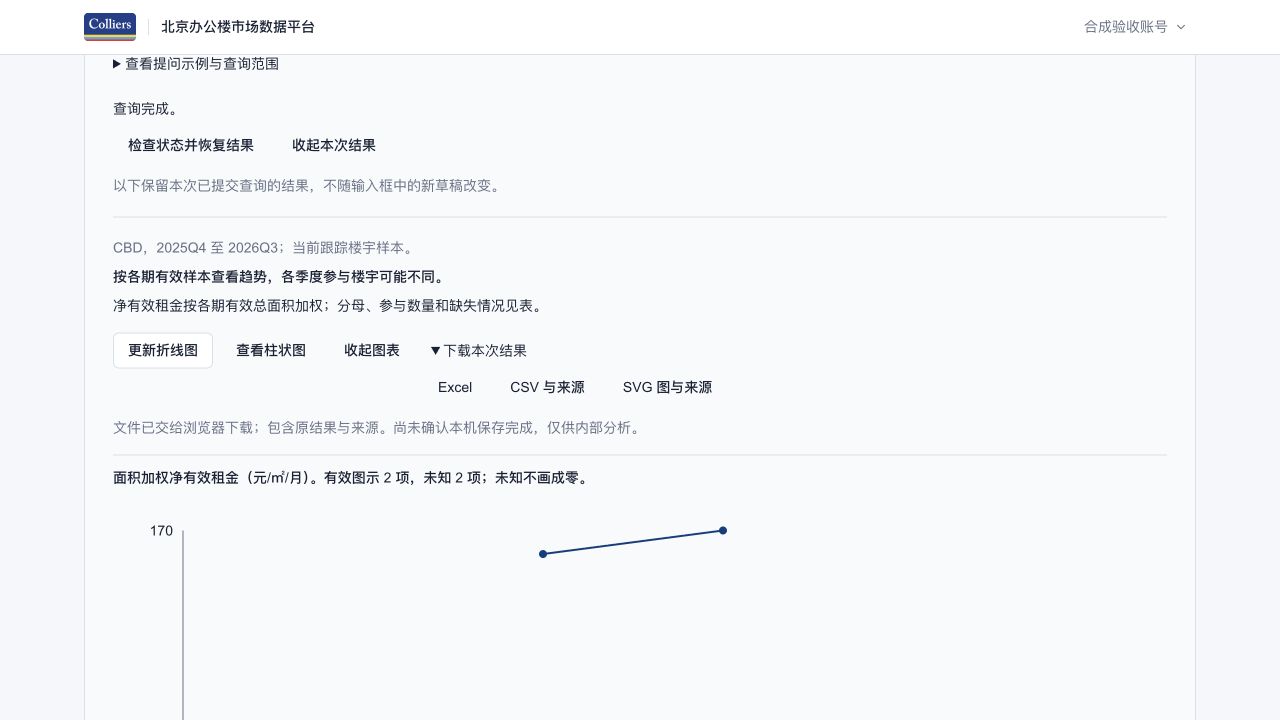 Colliers
北京办公楼市场数据平台
合成验收账号
查看提问示例与查询范围
查询完成。
检查状态并恢复结果
收起本次结果
以下保留本次已提交查询的结果，不随输入框中的新草稿改变。
CBD，2025Q4 至 2026Q3；当前跟踪楼宇样本。
按各期有效样本查看趋势，各季度参与楼宇可能不同。
净有效租金按各期有效总面积加权；分母、参与数量和缺失情况见表。
更新折线图
查看柱状图
收起图表
下载本次结果
Excel
CSV 与来源
SVG 图与来源
文件已交给浏览器下载；包含原结果与来源。尚未确认本机保存完成，仅供内部分析。
面积加权净有效租金（元/㎡/月）。有效图示 2 项，未知 2 项；未知不画成零。
170